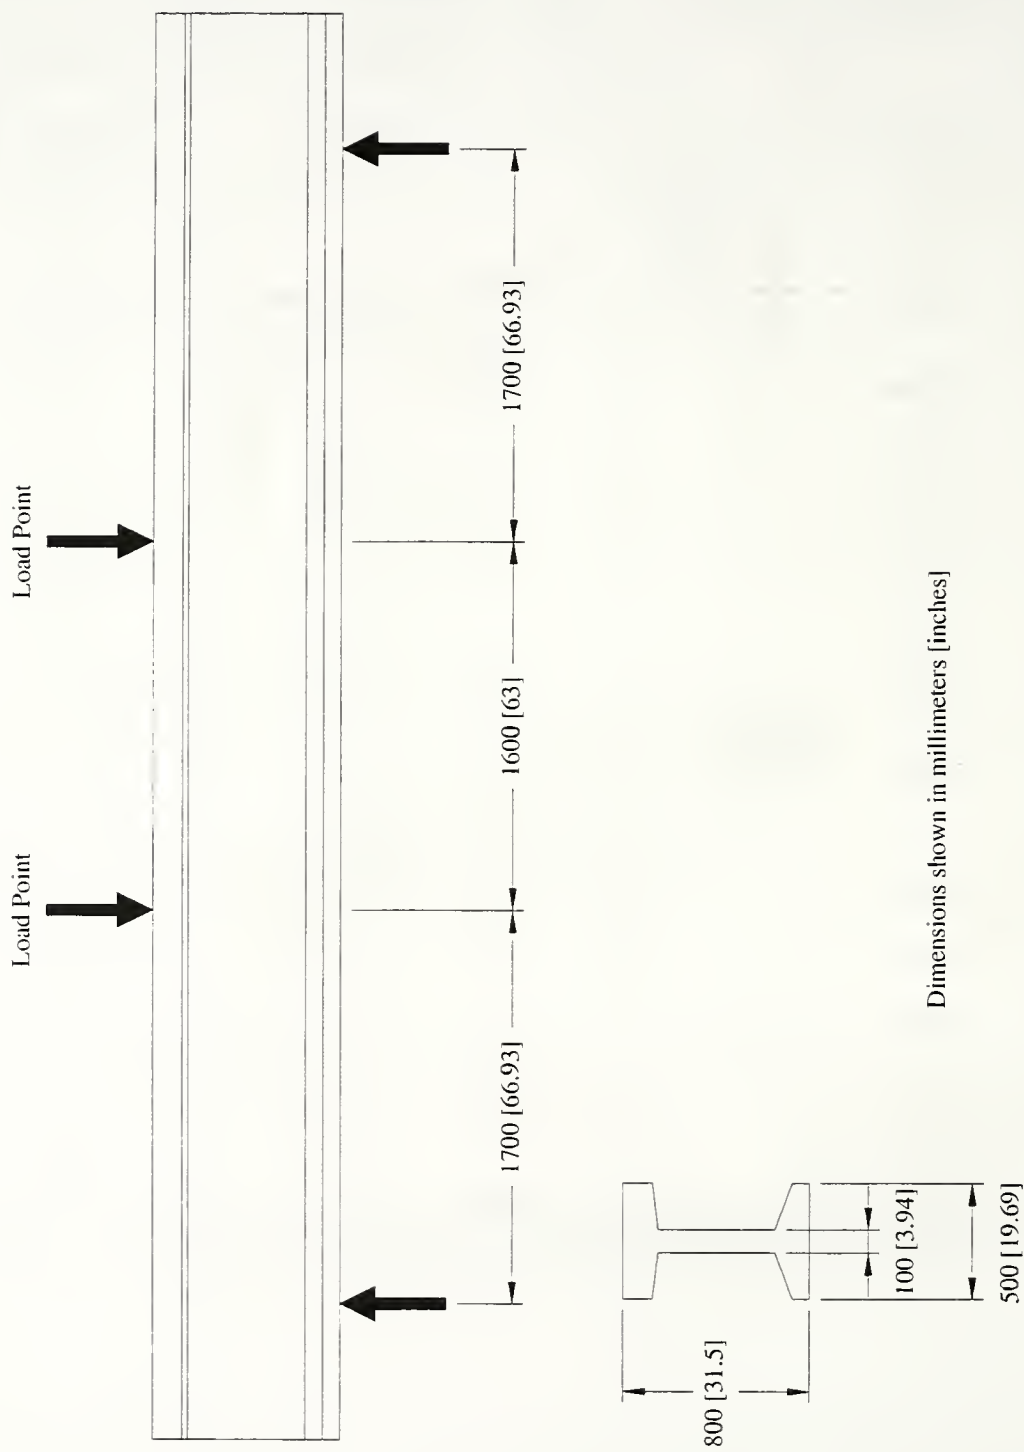 Load Point
Load Point
1700 [66.93]
1600 [63]
1700 [66.93]
800 [31.5]
100 [3.94]
500 [19.69]
Dimensions shown in millimeters [inches]